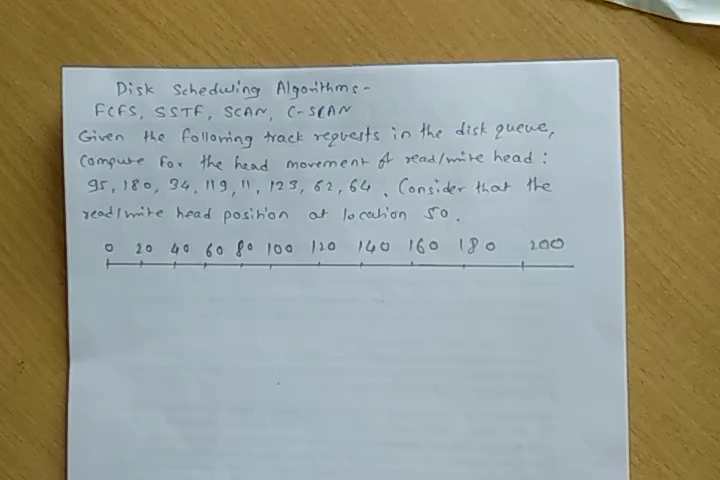 Disk Scheduling Algorithms-
FCFS, SSTF, SCAN, C-SCAN
Given the following track requests in the disk queue,
Compute for the head movement of read/write head :
95, 180, 34, 119, 11, 123, 62, 64. Consider that the
read/write head position at location 50.
0 20 40 60 80 100 120 140 160 180 200